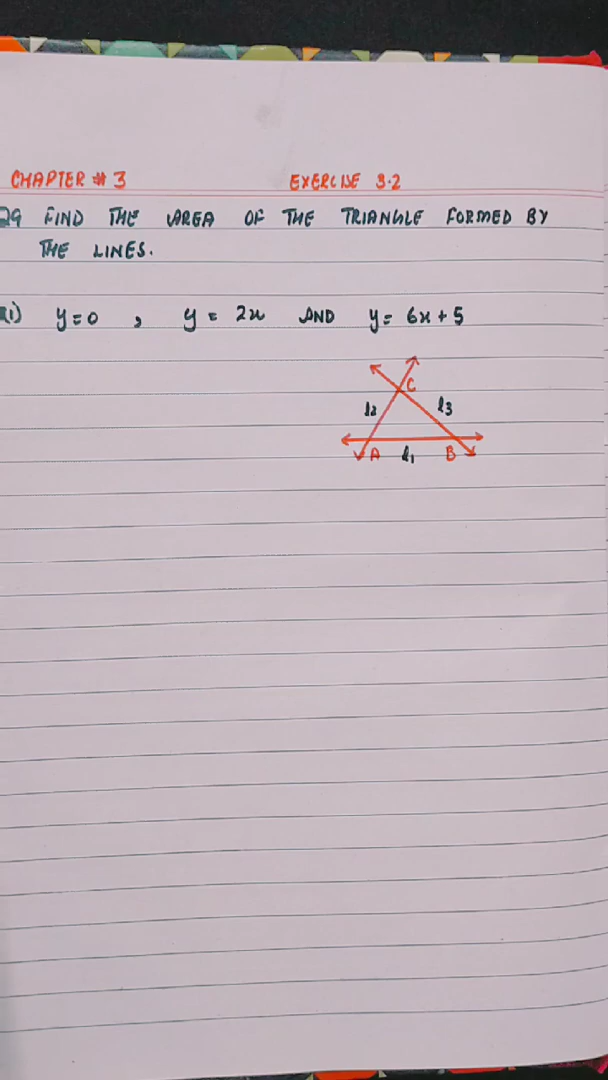 CHAPTER # 3 EXERCISE 3.2
29 FIND THE AREA OF THE TRIANGLE FORMED BY
THE LINES.
i) y=0 , y = 2x AND y= 6x + 5
C
l2 l3
A l1 B